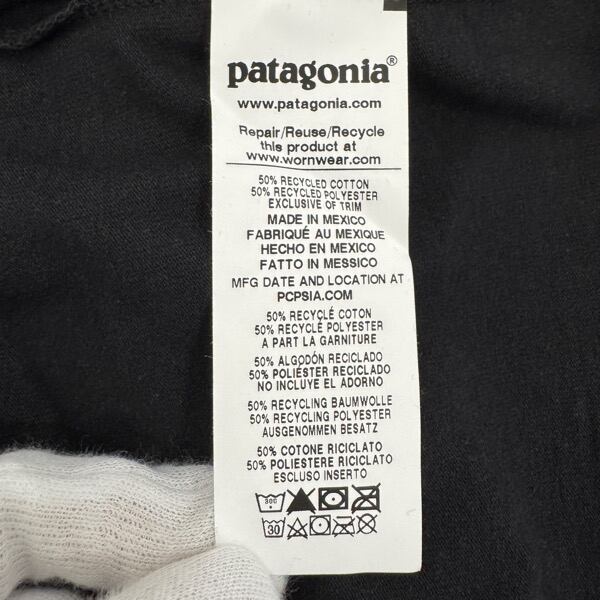 patagonia®
www.patagonia.com
Repair/Reuse/Recycle
this product at
www.wornwear.com
50% RECYCLED COTTON
50% RECYCLED POLYESTER
EXCLUSIVE OF TRIM
MADE IN MEXICO
FABRIQUÉ AU MEXIQUE
HECHO EN MEXICO
FATTO IN MESSICO
MFG DATE AND LOCATION AT
PCPSIA.COM
50% RECYCLÉ COTON
50% RECYCLÉ POLYESTER
A PART LA GARNITURE
50% ALGODÓN RECICLADO
50% POLIÉSTER RECICLADO
NO INCLUYE EL ADORNO
50% RECYCLING BAUMWOLLE
50% RECYCLING POLYESTER
AUSGENOMMEN BESATZ
50% COTONE RICICLATO
50% POLIESTERE RICICLATO
ESCLUSO INSERTO
30C
30